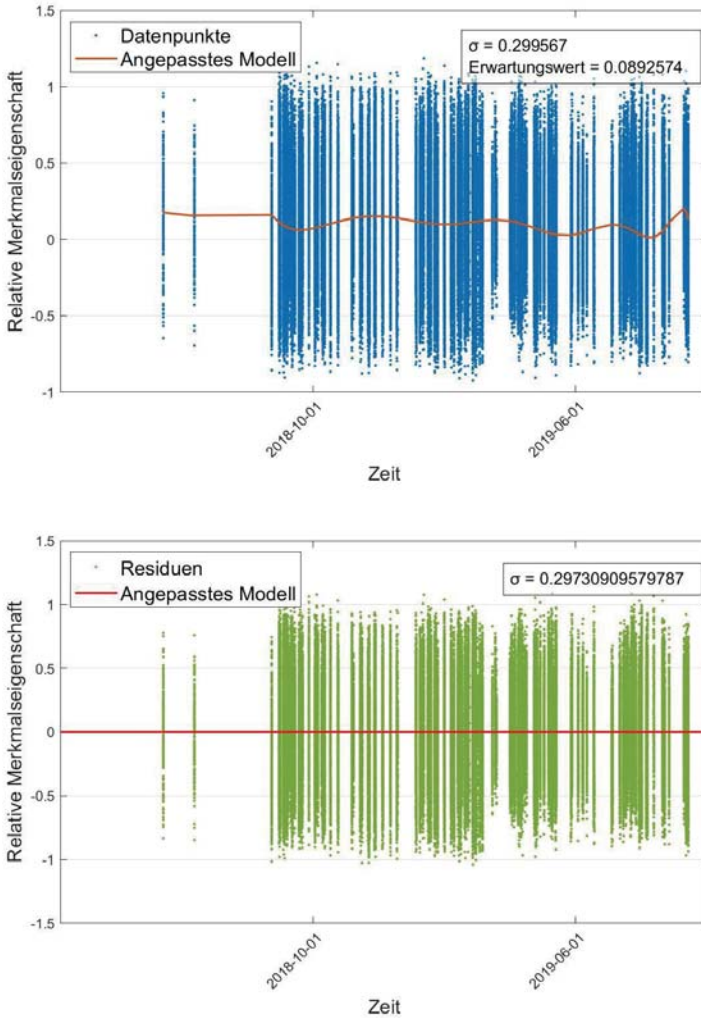 1.5
Datenpunkte
Angepasstes Modell
σ = 0.299567
Erwartungswert = 0.0892574
1
0.5
0
-0.5
-1
Relative Merkmalseigenschaft
2018-10-01
2019-06-01
Zeit
1.5
Residuen
Angepasstes Modell
σ = 0.29730909579787
1
0.5
0
-0.5
-1
-1.5
Relative Merkmalseigenschaft
2018-10-01
2019-06-01
Zeit